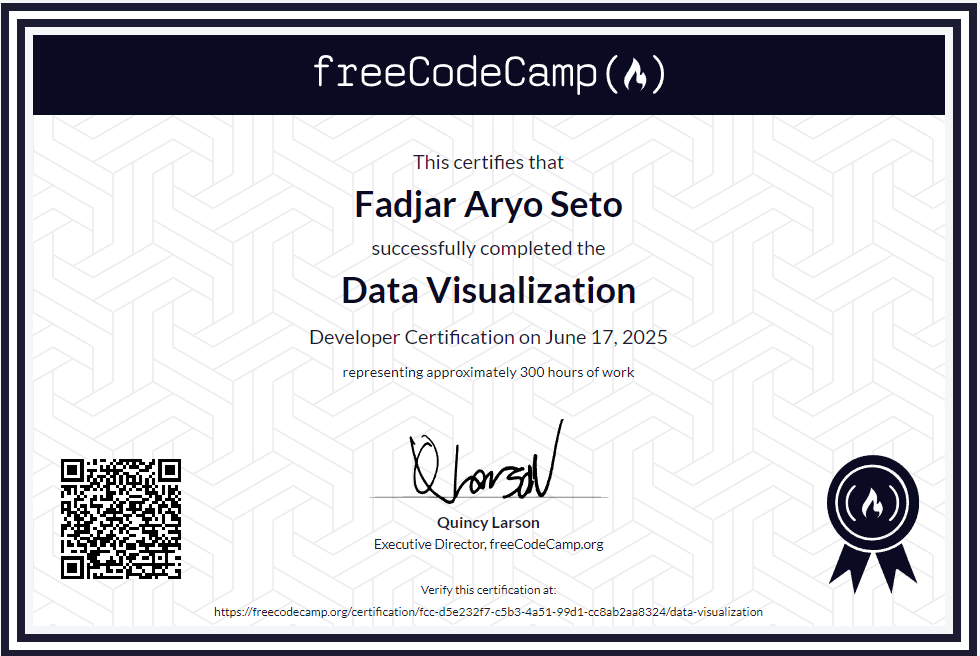 freeCodeCamp
This certifies that
Fadjar Aryo Seto
successfully completed the
Data Visualization
Developer Certification on June 17, 2025
representing approximately 300 hours of work
QLarson
Quincy Larson
Executive Director, freeCodeCamp.org
Verify this certification at:
https://freecodecamp.org/certification/fcc-d5e232f7-c5b3-4a51-99d1-cc8ab2aa8324/data-visualization